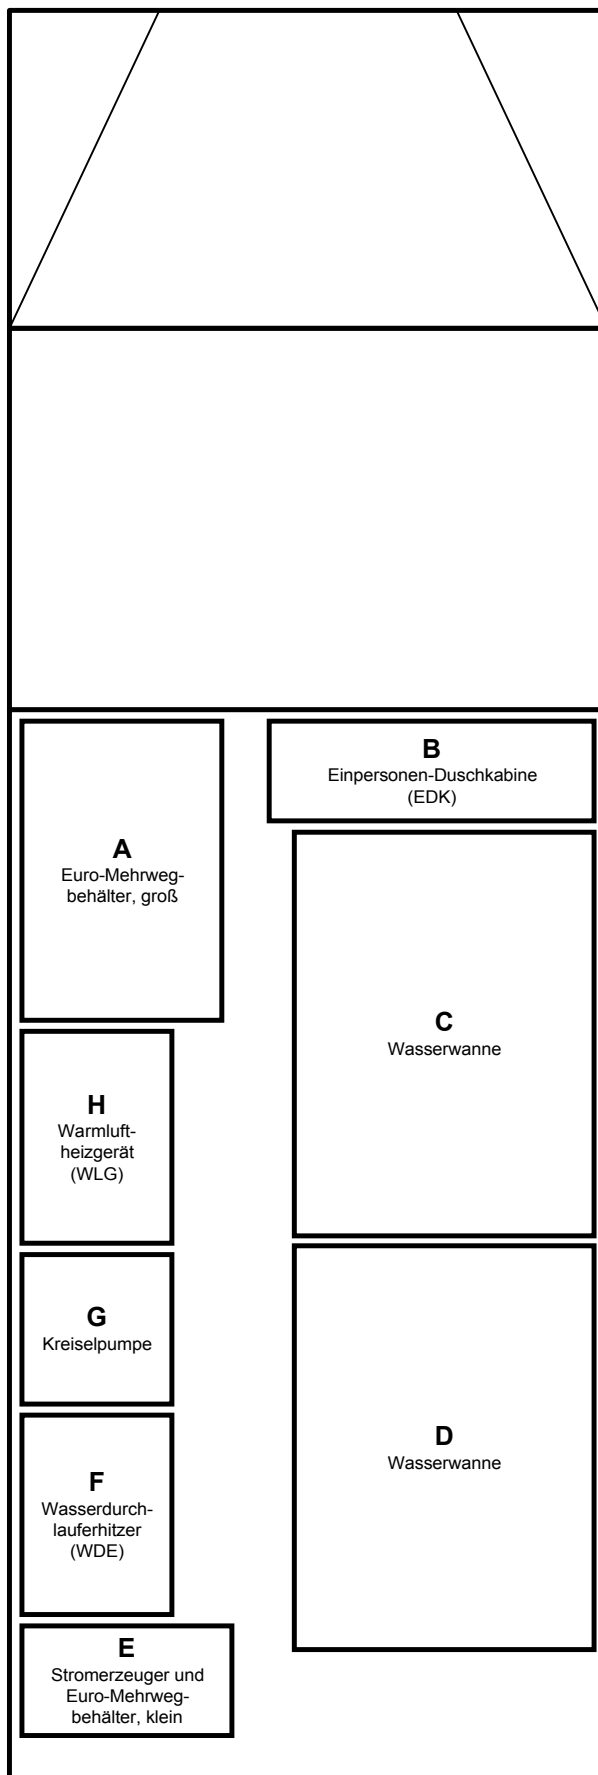 A
Euro-Mehrweg-
behälter, groß
B
Einpersonen-Duschkabine
(EDK)
C
Wasserwanne
H
Warmluft-
heizgerät
(WLG)
G
Kreiselpumpe
D
Wasserwanne
F
Wasserdurch-
lauferhitzer
(WDE)
E
Stromerzeuger und
Euro-Mehrweg-
behälter, klein